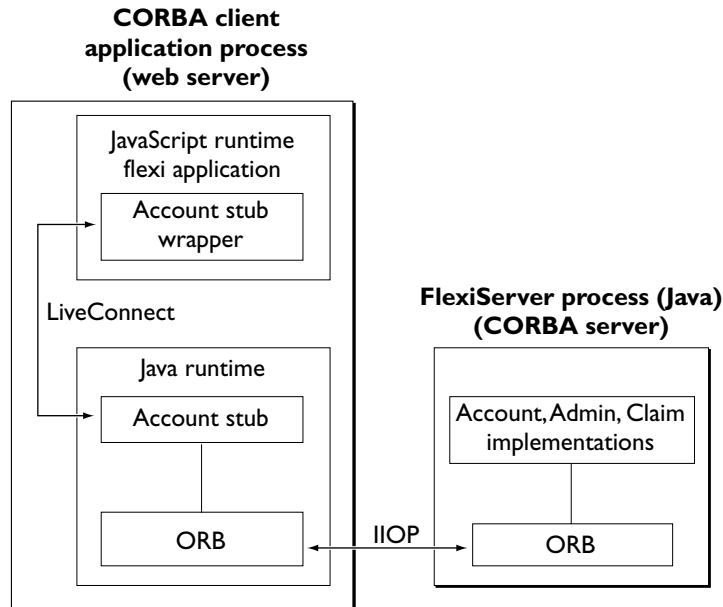 CORBA client
application process
(web server)
JavaScript runtime
flexi application
Account stub
wrapper
LiveConnect
Java runtime
Account stub
ORB
IIOP
FlexiServer process (Java)
(CORBA server)
Account, Admin, Claim
implementations
ORB